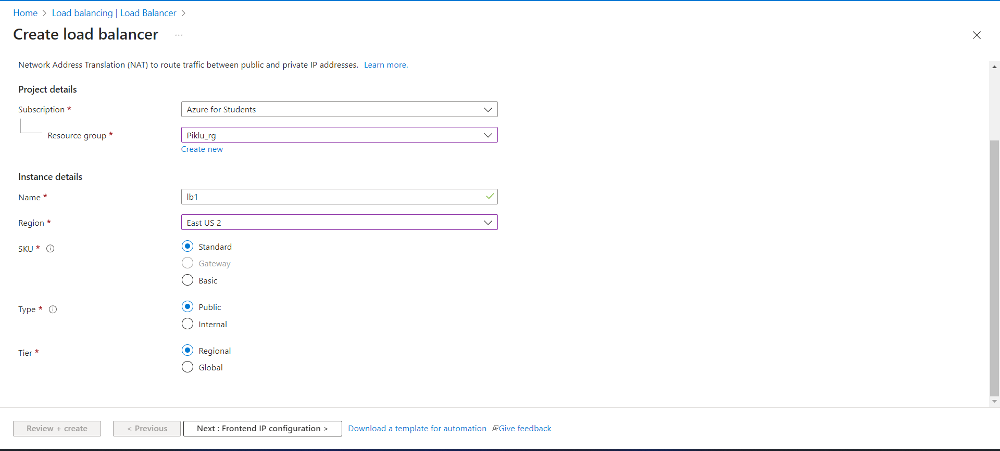 Home > Load balancing | Load Balancer >
Create load balancer ...
Network Address Translation (NAT) to route traffic between public and private IP addresses. Learn more.
Project details
Subscription * Azure for Students
Resource group * Piklu_rg
Create new
Instance details
Name * lb1
Region * East US 2
SKU * Standard
Gateway
Basic
Type * Public
Internal
Tier * Regional
Global
Review + create < Previous Next : Frontend IP configuration > Download a template for automation Give feedback